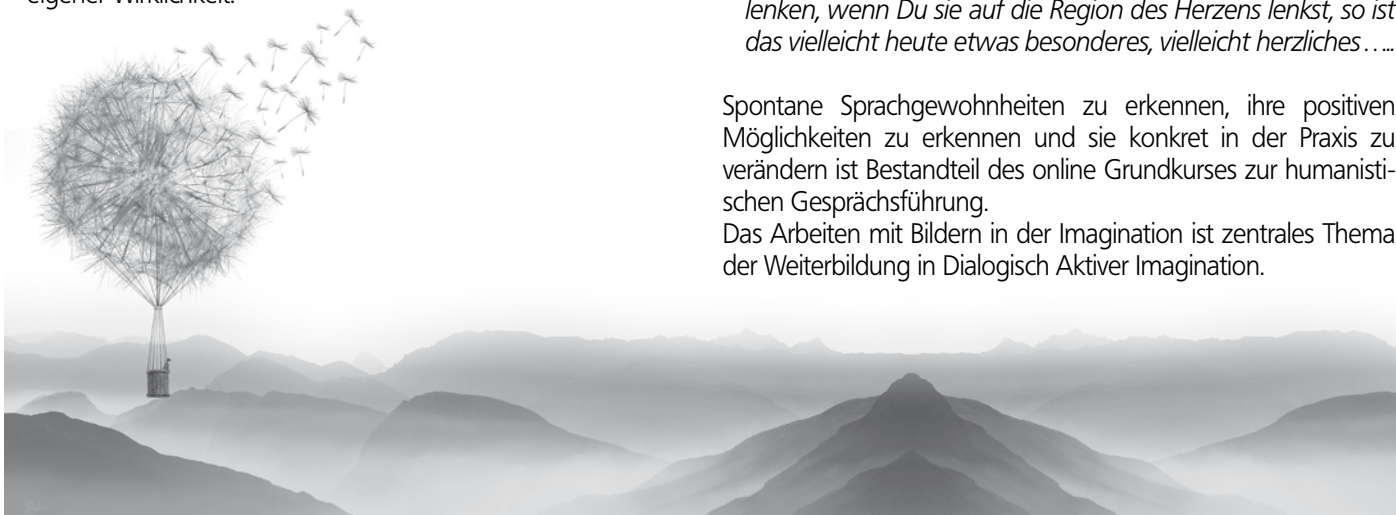 eigener Wirklichkeit.
lenken, wenn Du sie auf die Region des Herzens lenkst, so ist
das vielleicht heute etwas besonderes, vielleicht herzliches…..
Spontane Sprachgewohnheiten zu erkennen, ihre positiven
Möglichkeiten zu erkennen und sie konkret in der Praxis zu
verändern ist Bestandteil des online Grundkurses zur humanisti-
schen Gesprächsführung.
Das Arbeiten mit Bildern in der Imagination ist zentrales Thema
der Weiterbildung in Dialogisch Aktiver Imagination.